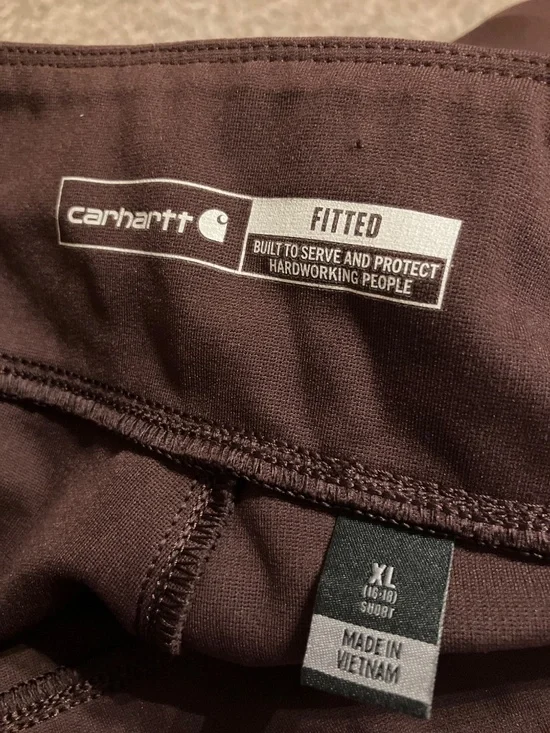 carhartt
FITTED
BUILT TO SERVE AND PROTECT
HARDWORKING PEOPLE
XL
(16-18)
SHORT
MADE IN
VIETNAM